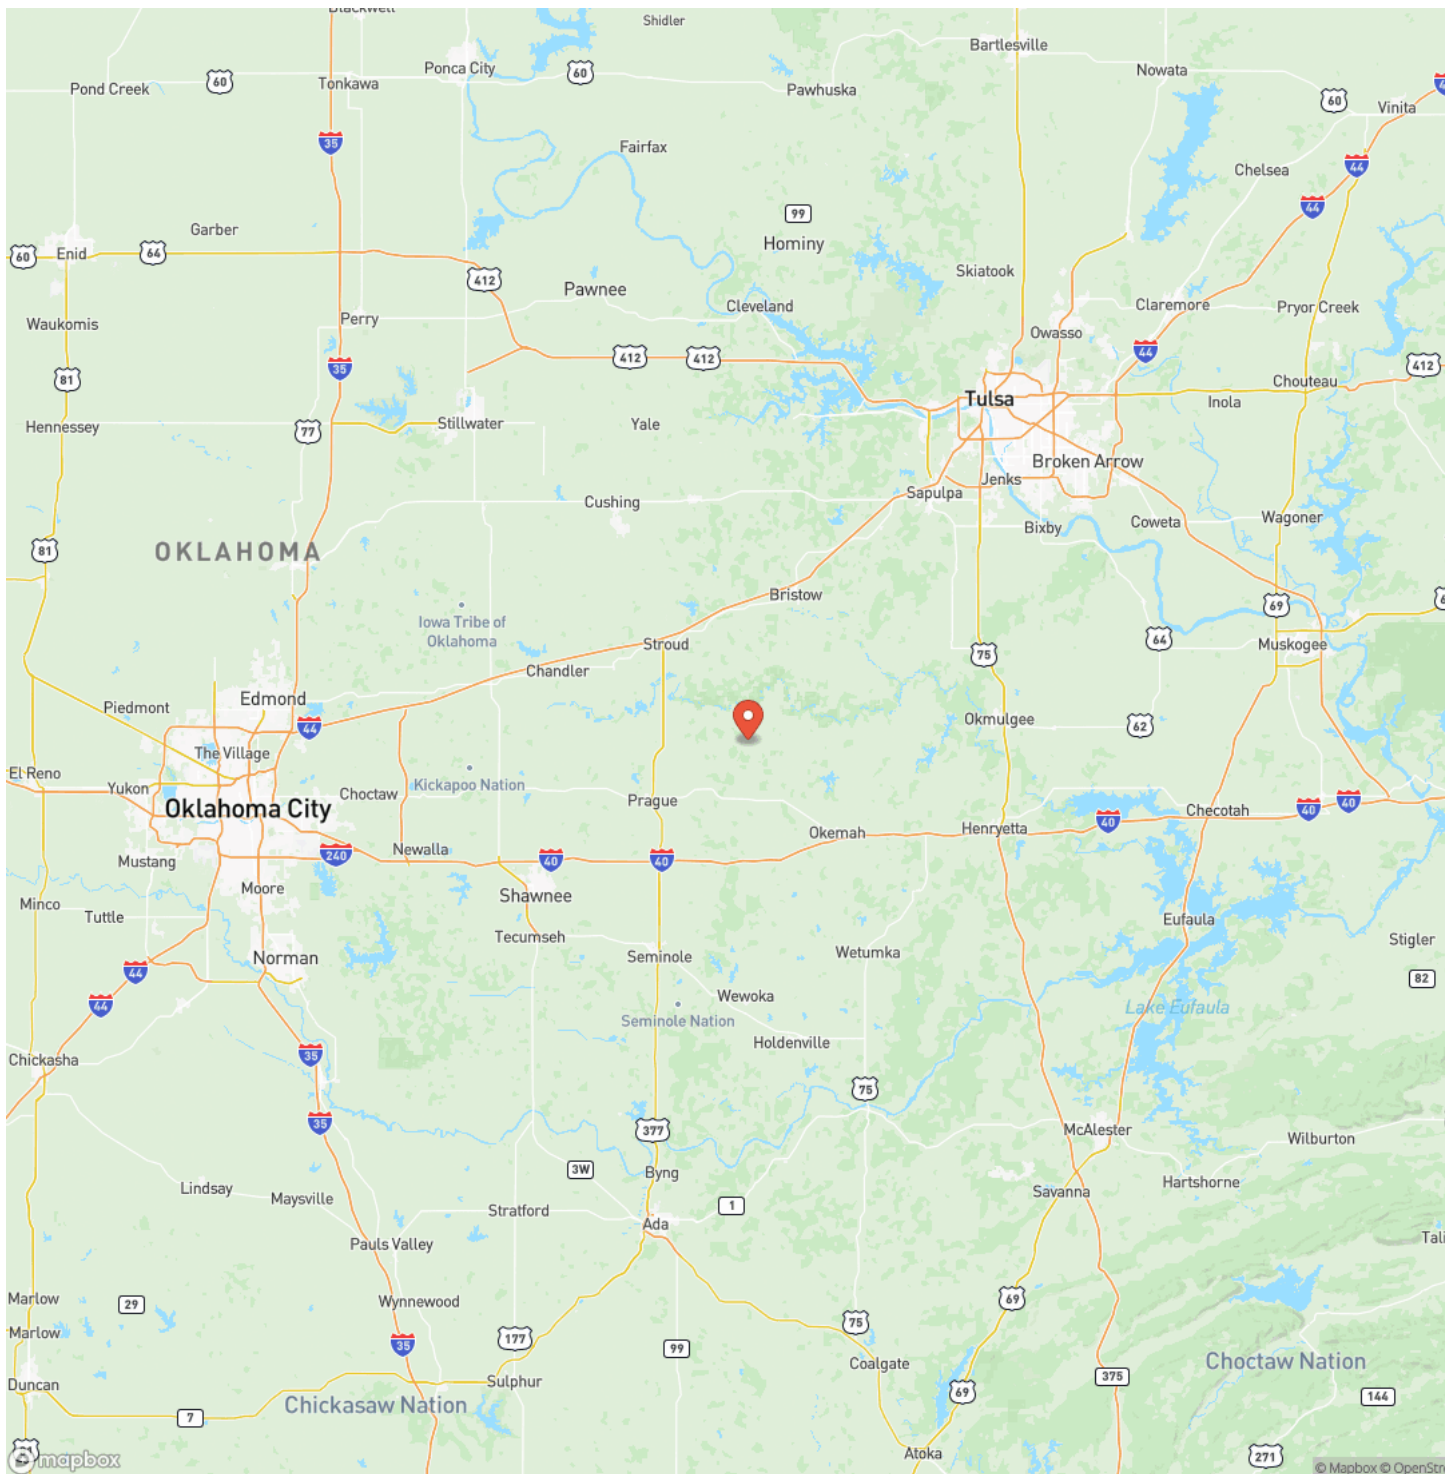 Blackwell
Shidler
Bartlesville
Ponca City
Nowata
60
60
Tonkawa
Pond Creek
60
Pawhuska
60
Vinita
35
Fairfax
44
Chelsea
44
99
Garber
Hominy
Enid
60
64
Skiatook
412
Pawnee
Cleveland
Claremore
Pryor Creek
Perry
Waukomis
Owasso
44
412
412
35
412
81
Chouteau
Tulsa
Inola
Hennessey
77
Stillwater
Yale
Broken Arrow
Jenks
Sapulpa
Cushing
Bixby
Coweta
Wagoner
81
OKLAHOMA
Bristow
69
Iowa Tribe of
Oklahoma
64
Stroud
75
Muskogee
Chandler
Edmond
Piedmont
44
Okmulgee
62
The Village
El Reno
Kickapoo Nation
Yukon
Choctaw
Prague
40
40
Oklahoma City
Checotah
40
Okemah
Henryetta
Newalla
240
40
40
Mustang
Moore
Shawnee
Minco
Tuttle
Eufaula
Tecumseh
Stigler
Norman
Seminole
Wetumka
44
82
Wewoka
44
Lake Eufaula
Seminole Nation
Holdenville
35
Chickasha
75
35
377
McAlester
Wilburton
3W
Byng
Hartshorne
Lindsay
Savanna
Maysville
1
Stratford
Ada
Pauls Valley
Tali
Marlow
29
Wynnewood
69
75
Marlow
177
35
99
Coalgate
Choctaw Nation
375
Duncan
Sulphur
69
144
Chickasaw Nation
7
Atoka
271
mapbox
© Mapbox © OpenStre